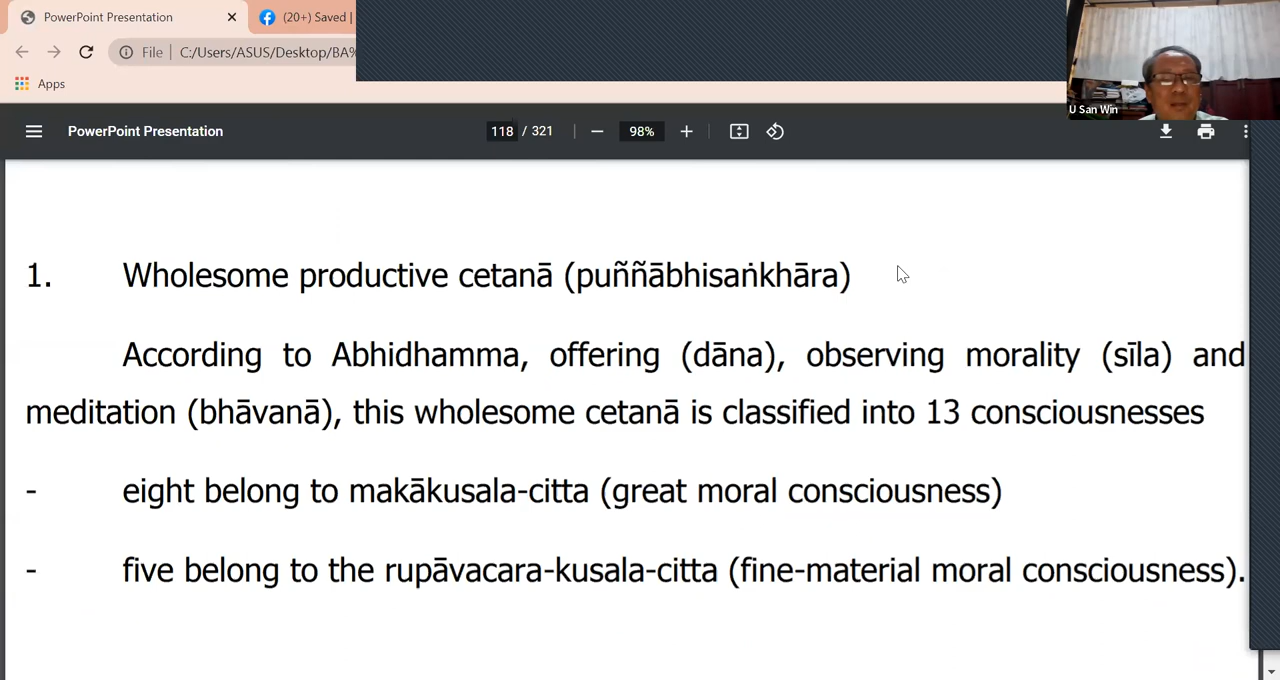 PowerPoint Presentation
(20+) Saved |
File | C:/Users/ASUS/Desktop/BA%
Apps
U San Win
PowerPoint Presentation
118 / 321
98%
1. Wholesome productive cetanā (puññābhisaṅkhāra)
According to Abhidhamma, offering (dāna), observing morality (sīla) and
meditation (bhāvanā), this wholesome cetanā is classified into 13 consciousnesses
- eight belong to makākusala-citta (great moral consciousness)
- five belong to the rupāvacara-kusala-citta (fine-material moral consciousness).